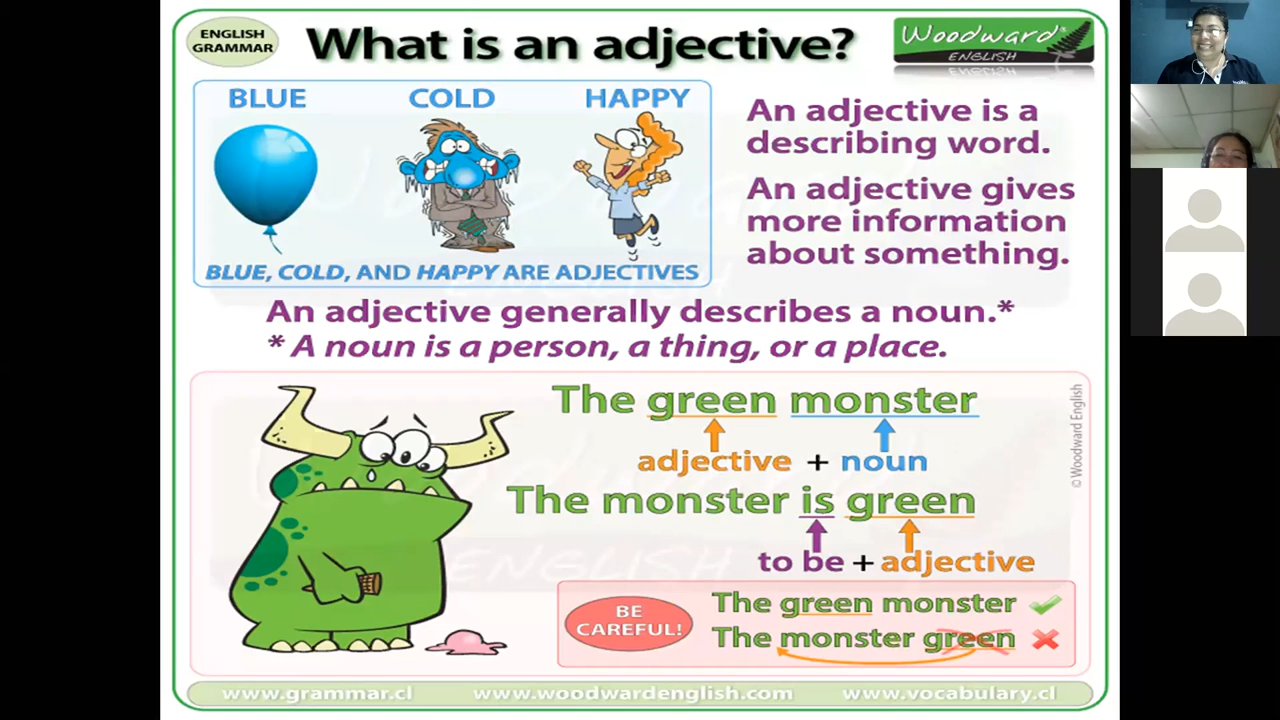 ENGLISH
GRAMMAR
What is an adjective?
Woodward®
ENGLISH
BLUE
COLD
HAPPY
BLUE, COLD, AND HAPPY ARE ADJECTIVES
An adjective is a
describing word.
An adjective gives
more information
about something.
An adjective generally describes a noun.*
* A noun is a person, a thing, or a place.
The green monster
adjective + noun
The monster is green
to be + adjective
BE
CAREFUL!
The green monster
The monster green
© Woodward English
www.grammar.cl
www.woodwardenglish.com
www.vocabulary.cl